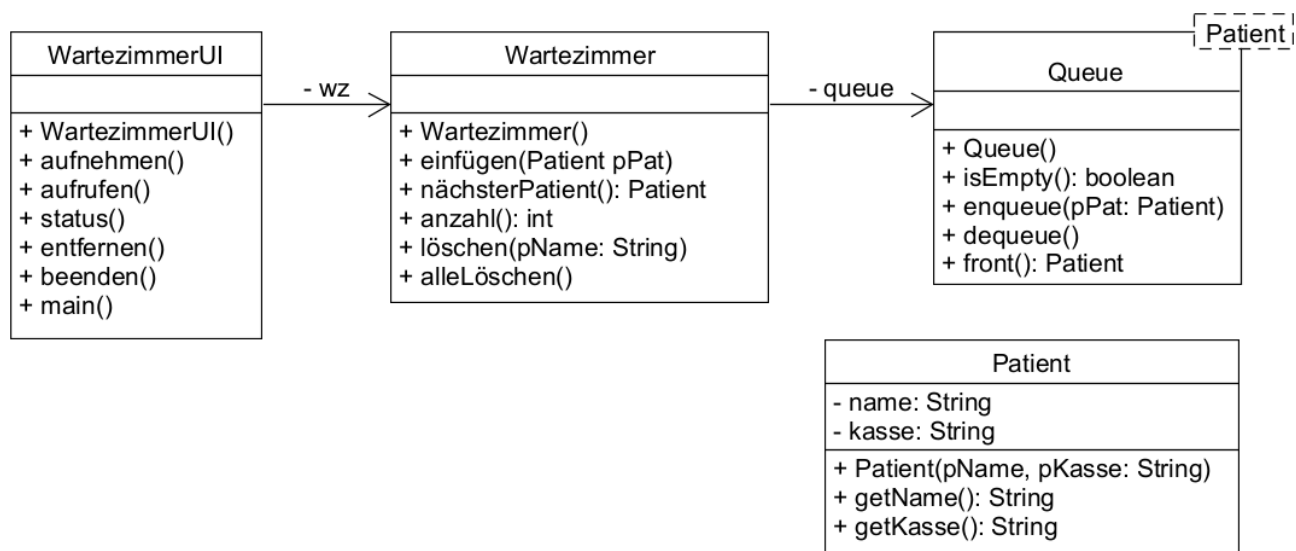 WartezimmerUI
+ WartezimmerUI()
+ aufnehmen()
+ aufrufen()
+ status()
+ entfernen()
+ beenden()
+ main()
- wz
Wartezimmer
+ Wartezimmer()
+ einfügen(Patient pPat)
+ nächsterPatient(): Patient
+ anzahl(): int
+ löschen(pName: String)
+ alleLöschen()
- queue
Patient
Queue
+ Queue()
+ isEmpty(): boolean
+ enqueue(pPat: Patient)
+ dequeue()
+ front(): Patient
Patient
- name: String
- kasse: String
+ Patient(pName, pKasse: String)
+ getName(): String
+ getKasse(): String